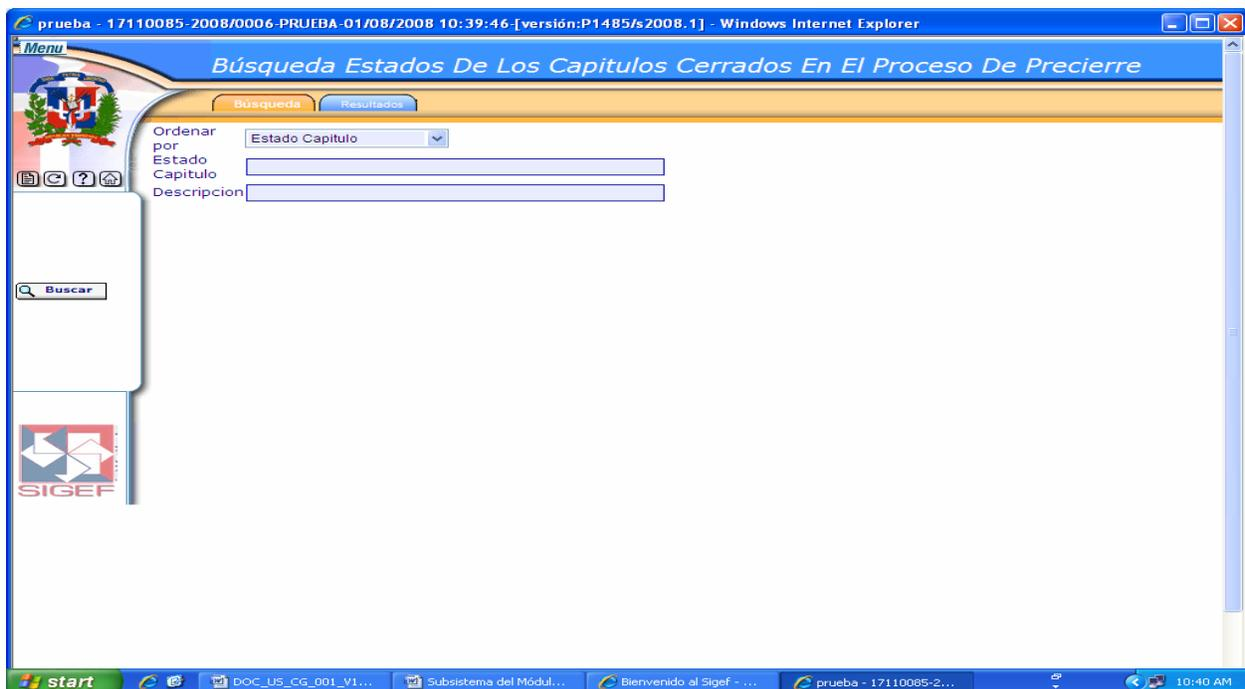 prueba - 17110085-2008/0006-PRUEBA-01/08/2008 10:39:46-[versión:P1485/s2008.1] - Windows Internet Explorer
Menu
Búsqueda Estados De Los Capitulos Cerrados En El Proceso De Precierre
Búsqueda
Resultados
Ordenar
por
Estado Capitulo
Estado
Capitulo
Descripcion
Buscar
SIGEF
start
DOC_US_CG_001_V1...
Subsistema del Módul...
Bienvenido al Sigef - ...
prueba - 17110085-2...
10:40 AM